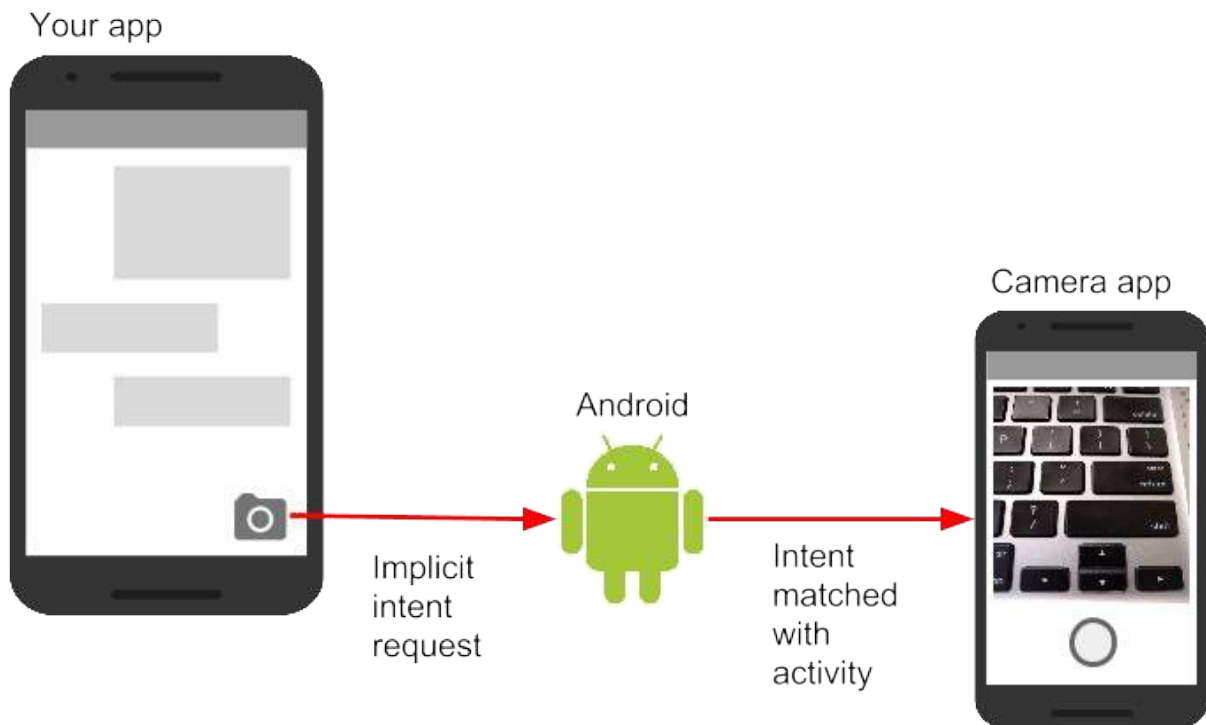 Your app
Camera app
Android
Implicit
intent
request
Intent
matched
with
activity